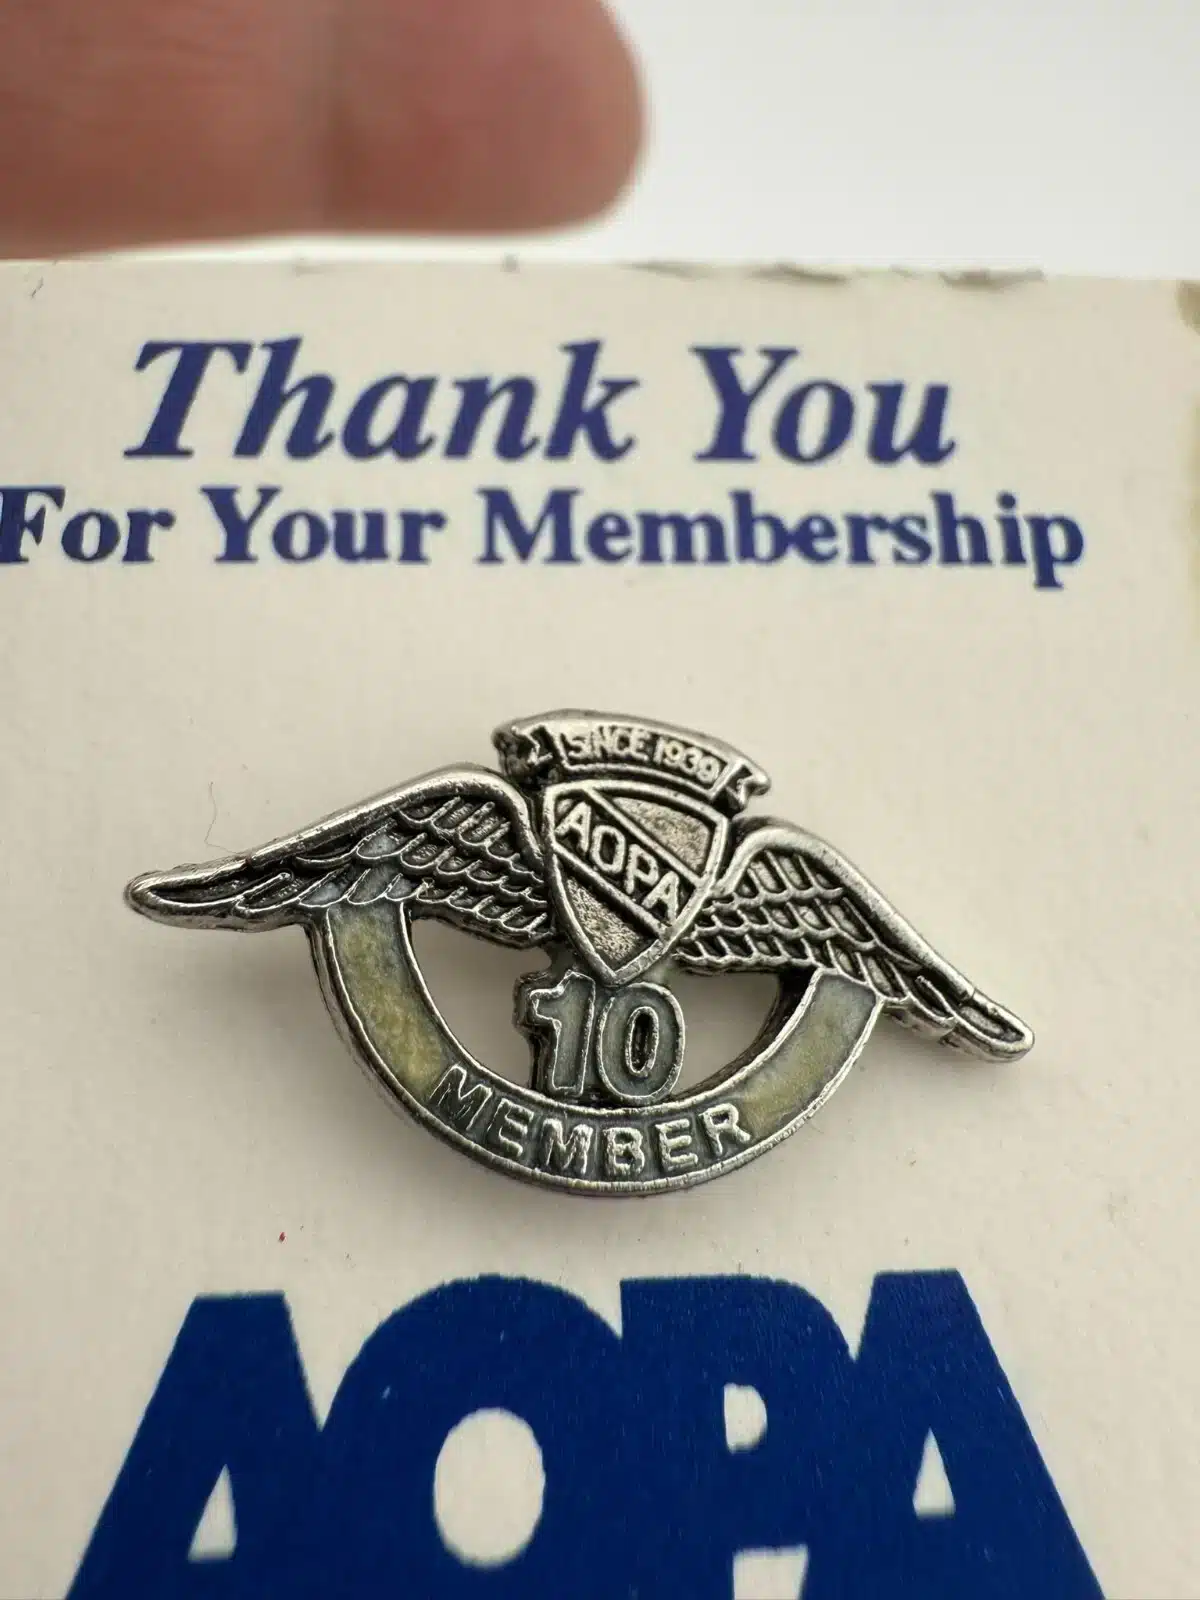 Thank You
For Your Membership
SINCE 1939
AOPA
10
MEMBER
AOPA